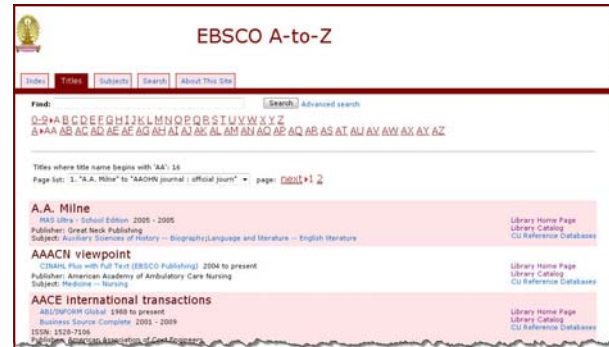 EBSCO A-to-Z
Index Titles Subjects Search About This Site
Find: Search Advanced search
0-9 A B C D E F G H I J K L M N O P Q R S T U V W X Y Z
A AA AB AC AD AE AF AG AH AI AJ AK AL AM AN AO AP AQ AR AS AT AU AV AW AX AY AZ
Titles where title name begins with 'AA': 16
Page list: 1. "A.A. Milne" to "AAOHN journal : official journ" page: next 1 2
A.A. Milne
MAS Ultra - School Edition 2005 - 2005
Publisher: Great Neck Publishing
Subject: Auxiliary Sciences of History -- Biography;Language and literature -- English literature
Library Home Page
Library Catalog
CU Reference Databases
AAACN viewpoint
CINAHL Plus with Full Text (EBSCO Publishing) 2004 to present
Publisher: American Academy of Ambulatory Care Nursing
Subject: Medicine -- Nursing
Library Home Page
Library Catalog
CU Reference Databases
AACE international transactions
ABI/INFORM Global 1988 to present
Business Source Complete 2001 - 2009
ISSN: 1528-7106
Publisher: American Association of Cost Engineers
Library Home Page
Library Catalog
CU Reference Databases